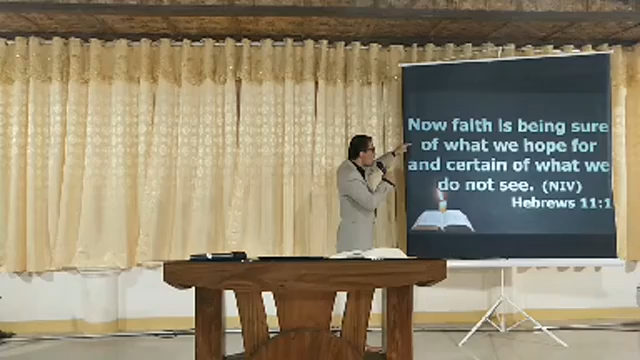 Now faith is being sure
of what we hope for
and certain of what we
do not see. (NIV)
Hebrews 11:1